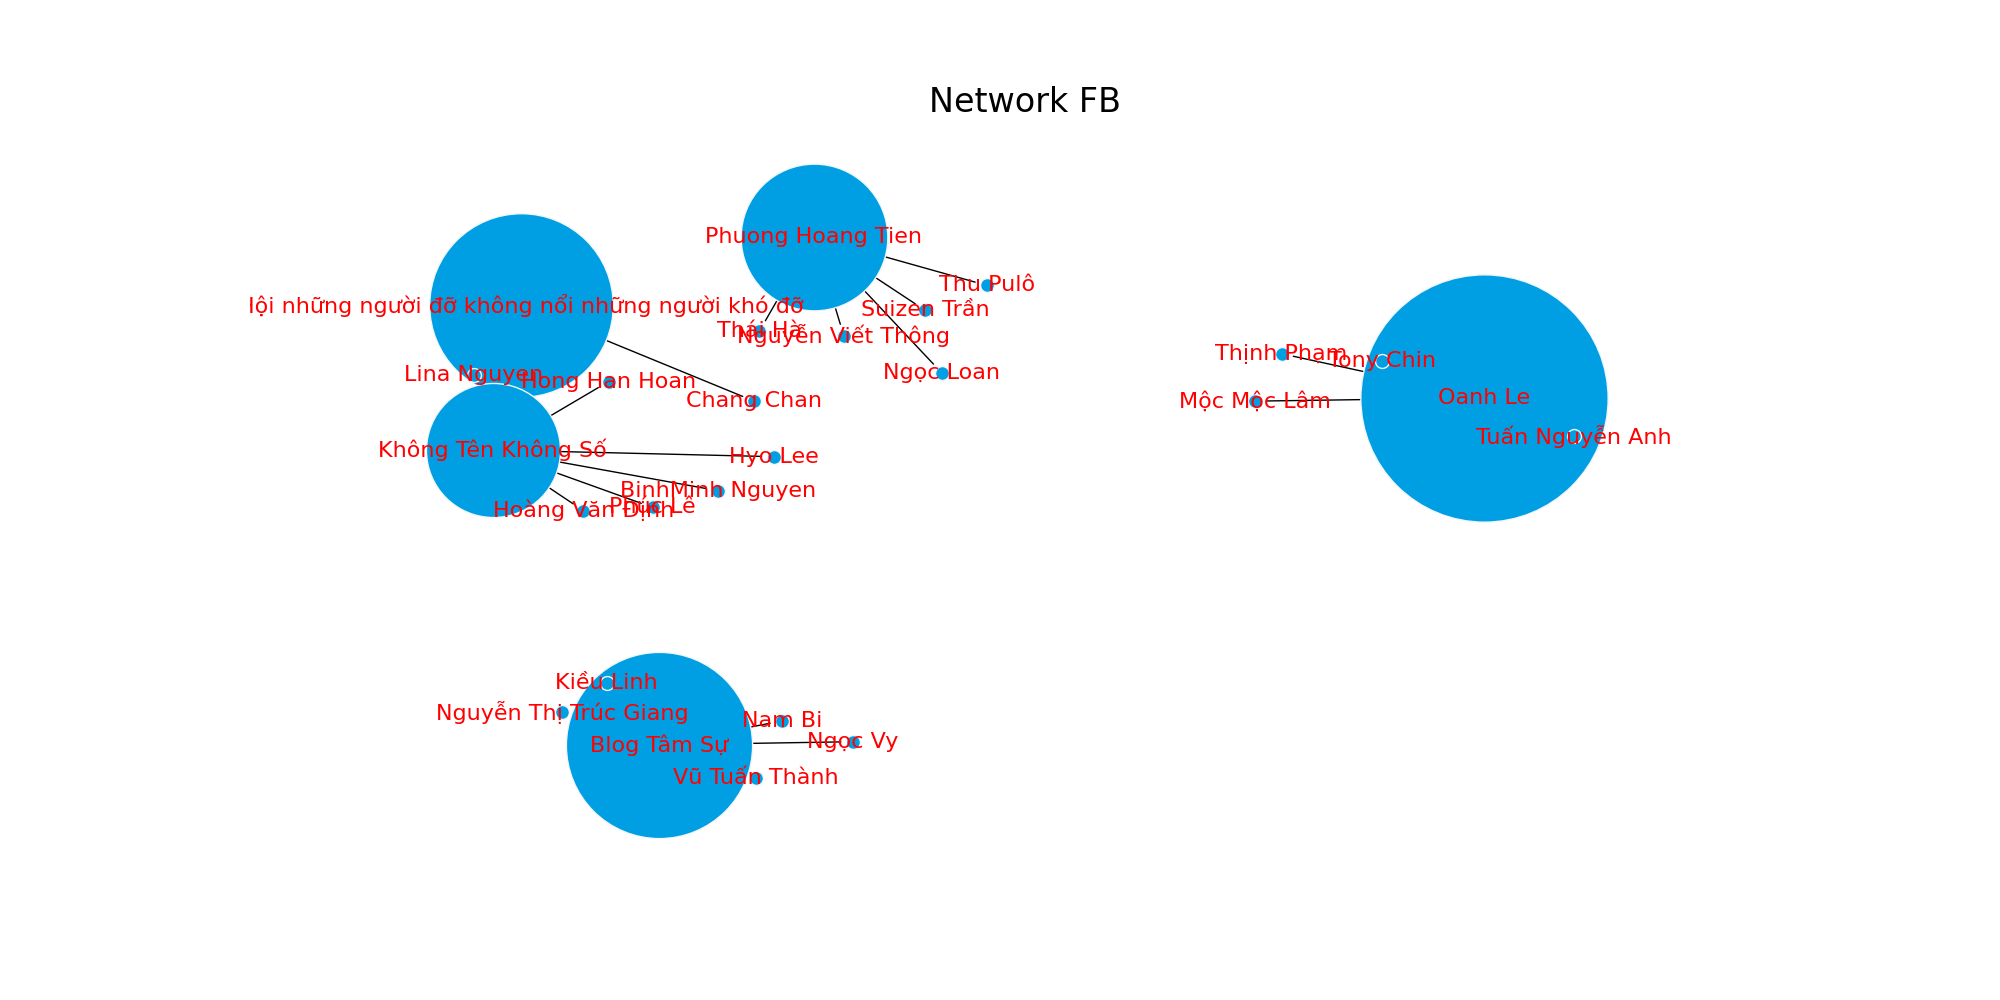 Network FB
Phuong Hoang Tien
Thu Pulô
lội những người đỡ không nổi những người khó đỡ
Suizen Trần
Thái Hà
Nguyễn Viết Thông
Thịnh Pham
Tony Chin
Ngọc Loan
Lina Nguyen
Hong Han Hoan
Oanh Le
Chang Chan
Mộc Mộc Lâm
Tuấn Nguyễn Anh
Không Tên Không Số
Hyo Lee
BinhMinh Nguyen
Phúc Lê
Hoàng Văn Định
Kiều Linh
Nguyễn Thị Trúc Giang
Nam Bi
Blog Tâm Sự
Ngọc Vy
Vũ Tuấn Thành